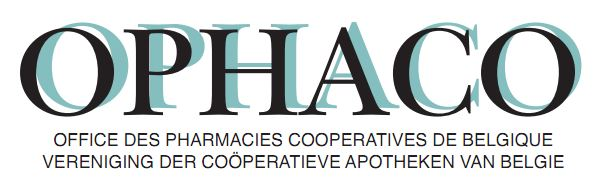 OPHACO
OFFICE DES PHARMACIES COOPERATIVES DE BELGIQUE
VERENIGING DER COÖPERATIEVE APOTHEKEN VAN BELGIE